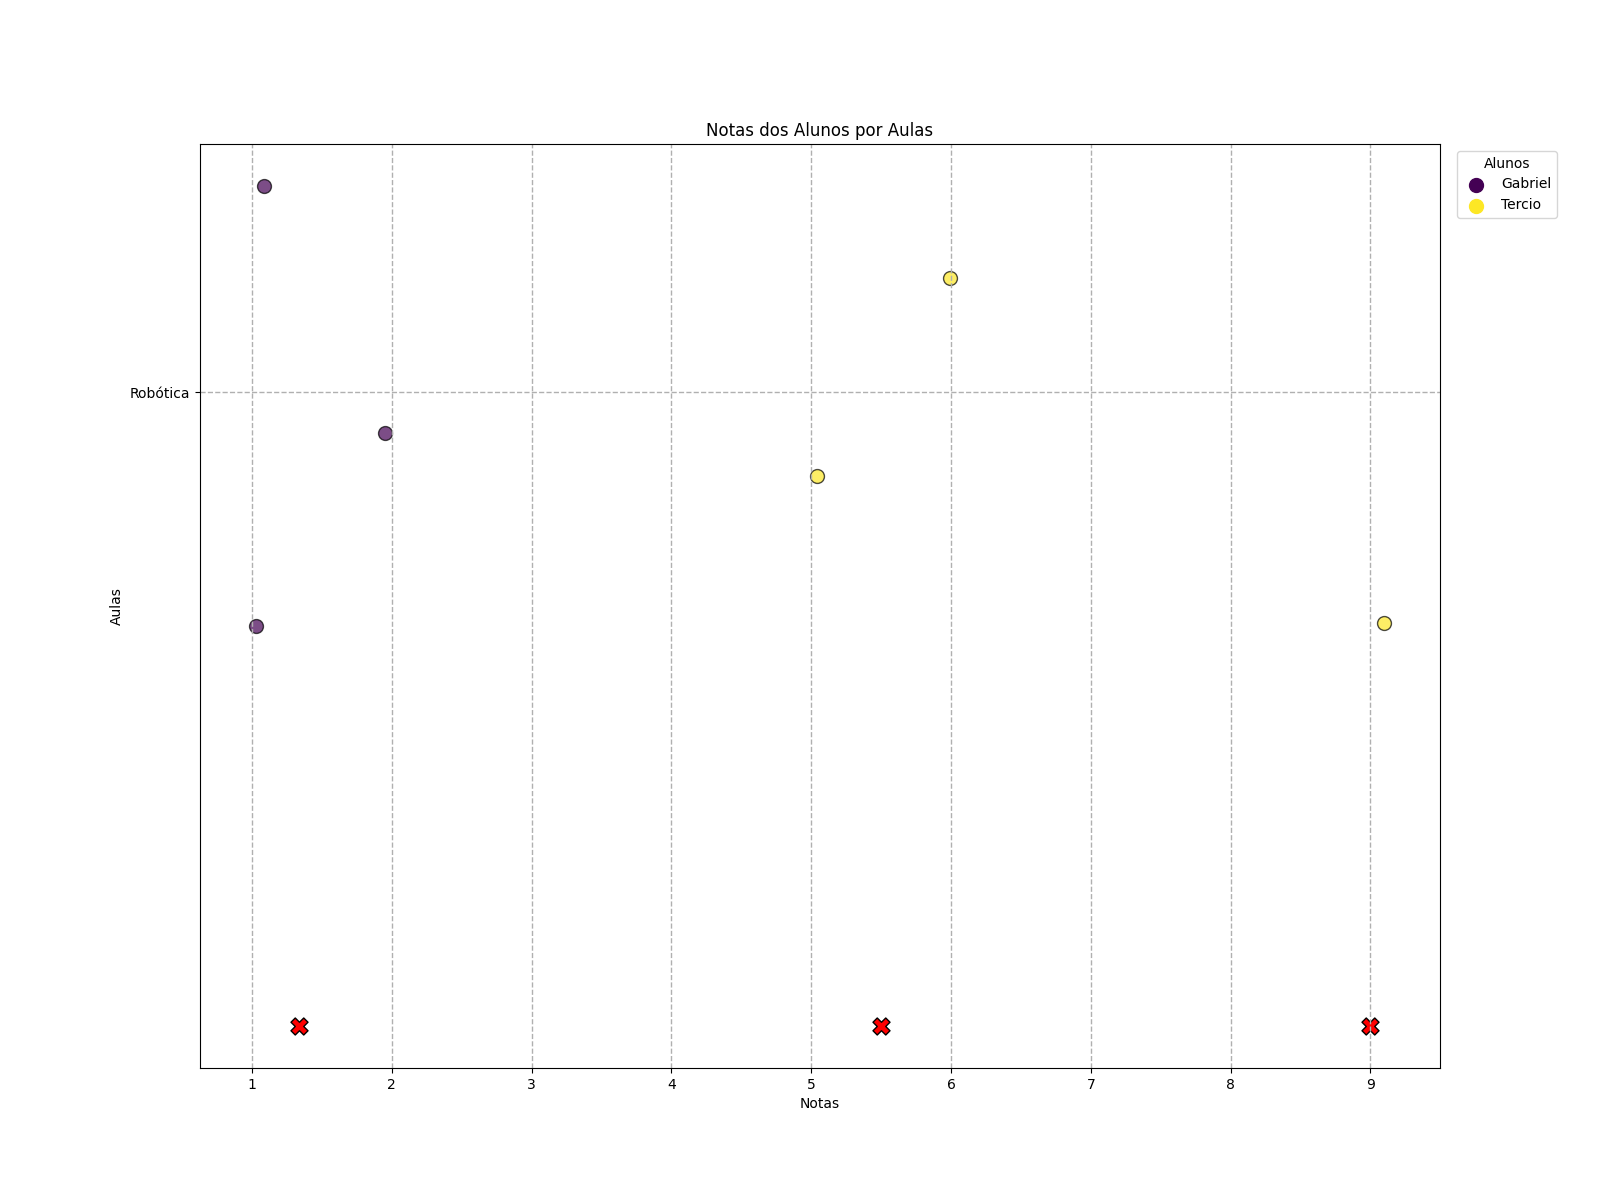 Notas dos Alunos por Aulas
Alunos
Gabriel
Tercio
Robótica
Aulas
1 2 3 4 5 6 7 8 9
Notas